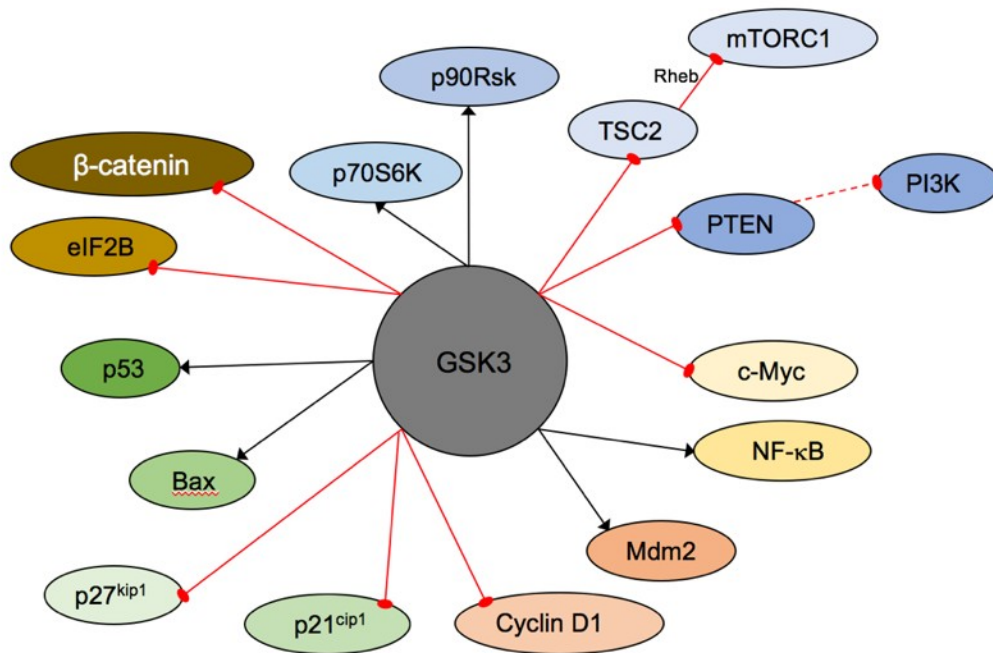 mTORC1
p90Rsk
Rheb
TSC2
β-catenin
p70S6K
PI3K
PTEN
eIF2B
GSK3
p53
c-Myc
NF-κB
Bax
Mdm2
p27kip1
p21cip1
Cyclin D1